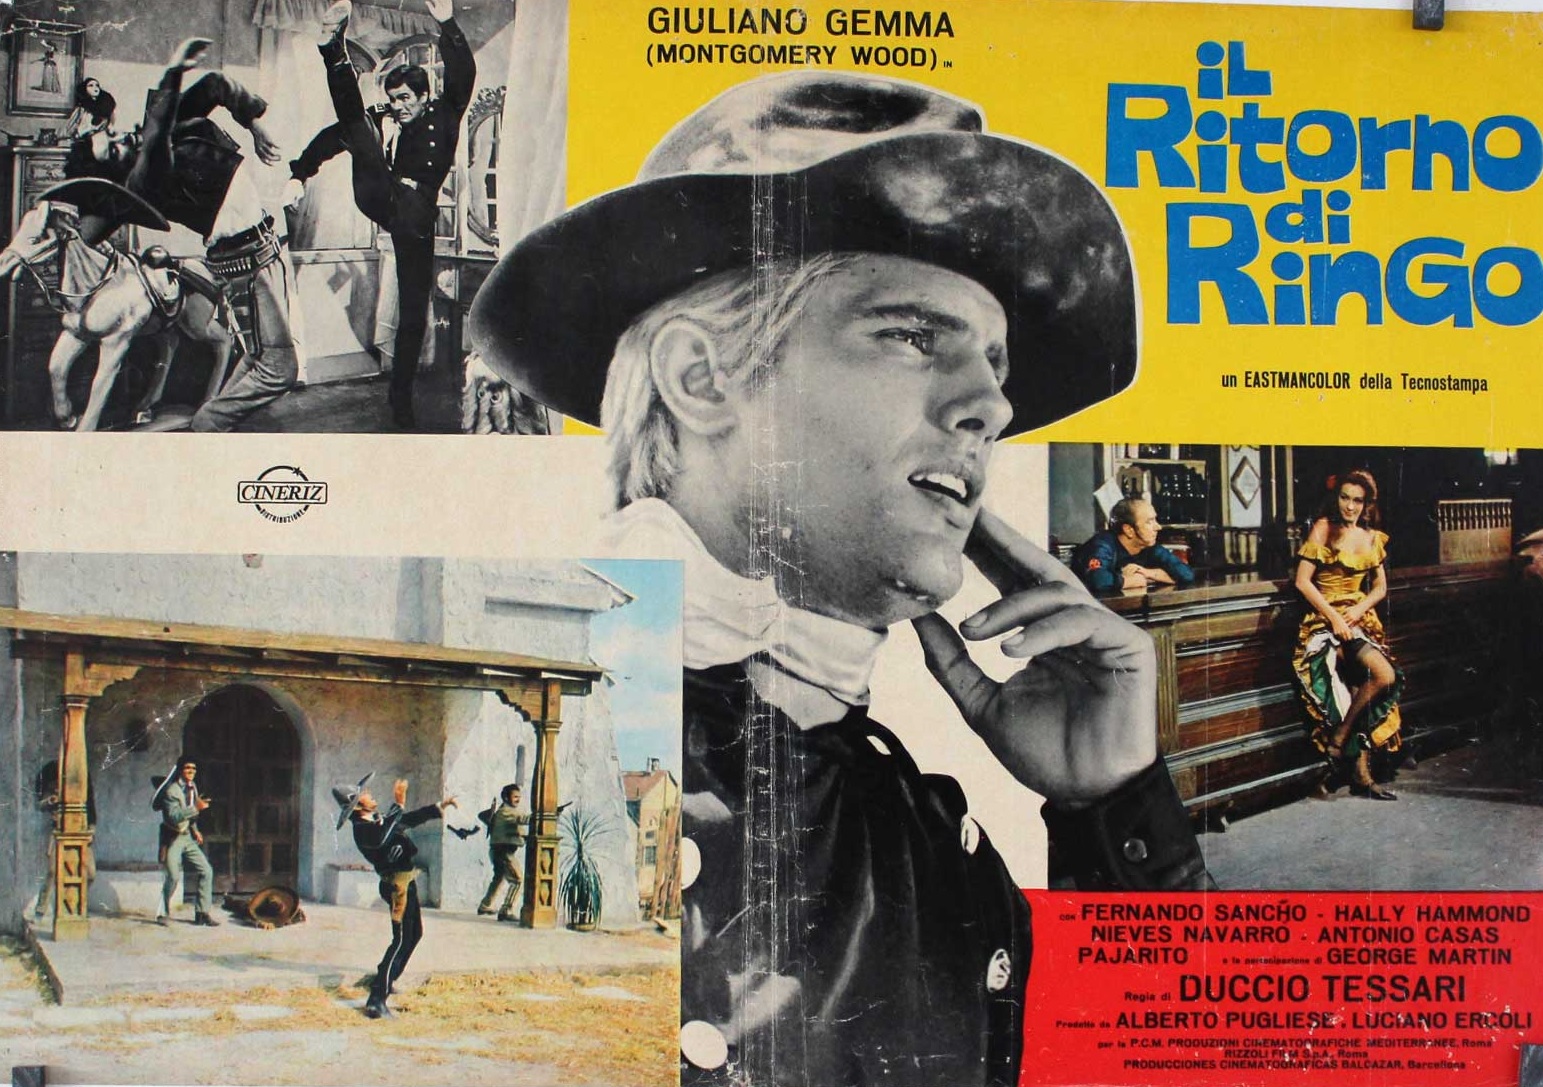 GIULIANO GEMMA
(MONTGOMERY WOOD) IN
iL
Ritorno
di
RinGo
un EASTMANCOLOR della Tecnostampa
CINERIZ
DISTRIBUZIONE
CON FERNANDO SANCHO - HALLY HAMMOND
NIEVES NAVARRO - ANTONIO CASAS
PAJARITO e la partecipazione di GEORGE MARTIN
Regia di DUCCIO TESSARI
Prodotto da ALBERTO PUGLIESE - LUCIANO ERCOLI
per la P.C.M. PRODUZIONI CINEMATOGRAFICHE MEDITERRANEE, Roma
RIZZOLI FILM S.p.A., Roma
PRODUCCIONES CINEMATOGRAFICAS BALCAZAR, Barcellona